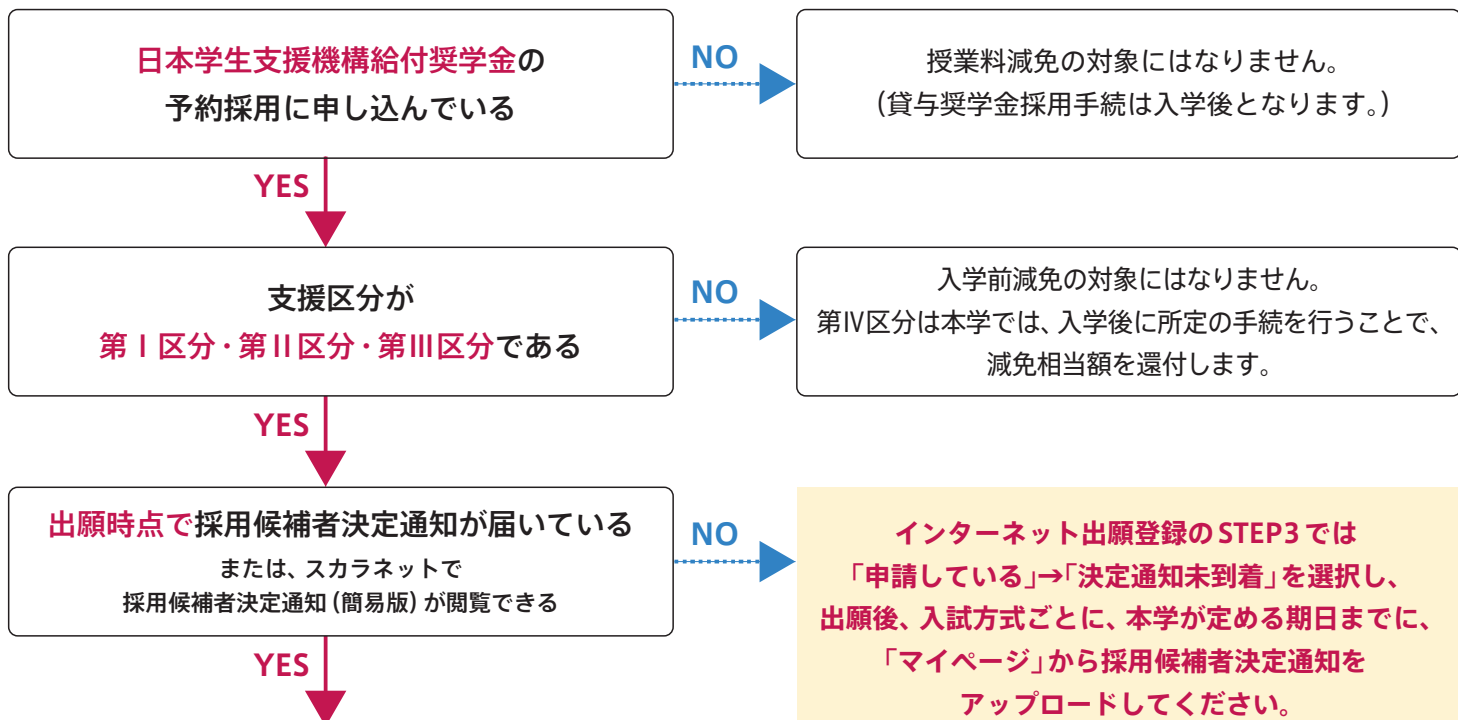 日本学生支援機構給付奨学金の
予約採用に申し込んでいる
NO
授業料減免の対象にはなりません。
(貸与奨学金採用手続は入学後となります。)
YES
支援区分が
第Ⅰ区分・第Ⅱ区分・第Ⅲ区分である
NO
入学前減免の対象にはなりません。
第Ⅳ区分は本学では、入学後に所定の手続を行うことで、
減免相当額を還付します。
YES
出願時点で採用候補者決定通知が届いている
または、スカラネットで
採用候補者決定通知(簡易版)が閲覧できる
NO
インターネット出願登録のSTEP3では
「申請している」→「決定通知未到着」を選択し、
出願後、入試方式ごとに、本学が定める期日までに、
「マイページ」から採用候補者決定通知を
アップロードしてください。
YES